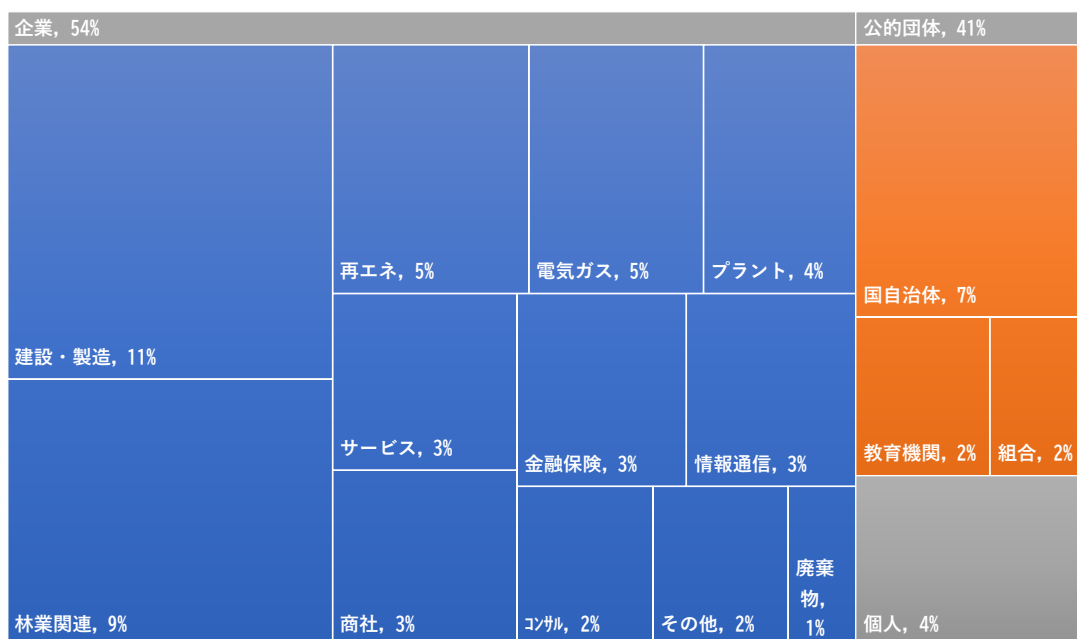 企業, 54%
公的団体, 41%
建設・製造, 11%
林業関連, 9%
再エネ, 5%
電気ガス, 5%
プラント, 4%
サービス, 3%
商社, 3%
金融保険, 3%
情報通信, 3%
ｺﾝｻﾙ, 2%
その他, 2%
廃棄
物,
1%
国自治体, 7%
教育機関, 2%
組合, 2%
個人, 4%